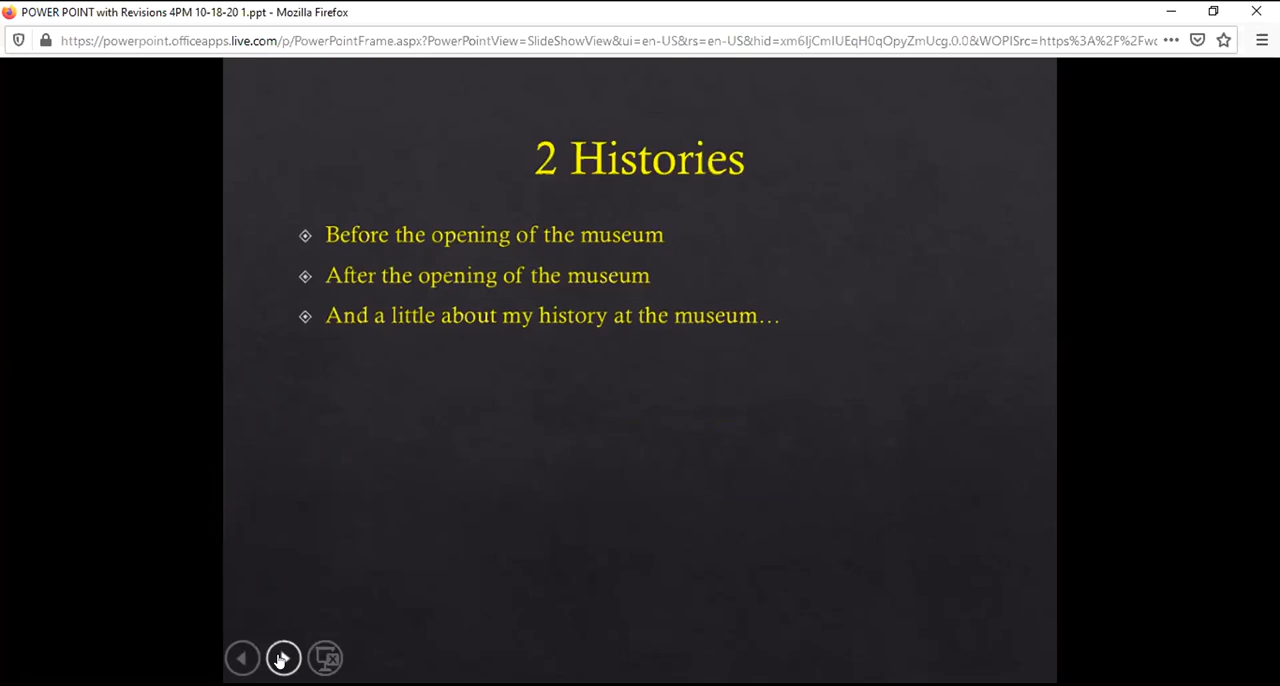 POWER POINT with Revisions 4PM 10-18-20 1.ppt - Mozilla Firefox
https://powerpoint.officeapps.live.com/p/PowerPointFrame.aspx?PowerPointView=SlideShowView&ui=en-US&rs=en-US&hid=xm6IjCmIUEqH0qOpyZmUcg.0.0&WOPISrc=https%3A%2F%2Fwc
2 Histories
Before the opening of the museum
After the opening of the museum
And a little about my history at the museum…